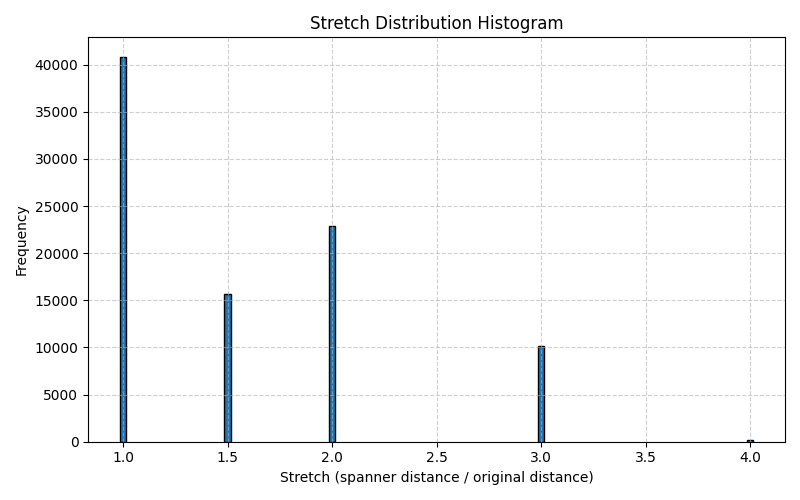 Stretch Distribution Histogram
Frequency
40000
35000
30000
25000
20000
15000
10000
5000
0
1.0 1.5 2.0 2.5 3.0 3.5 4.0
Stretch (spanner distance / original distance)